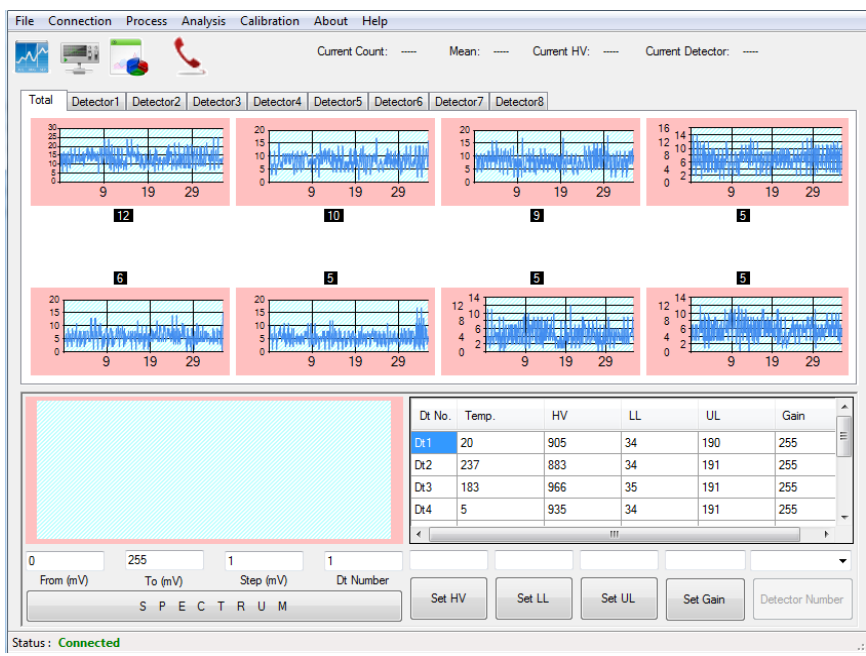 File Connection Process Analysis Calibration About Help
Current Count: ----- Mean: ----- Current HV: ----- Current Detector: -----
Total Detector1 Detector2 Detector3 Detector4 Detector5 Detector6 Detector7 Detector8
30 25 20 15 10 5 0
9 19 29
12
20 15 10 5 0
9 19 29
10
20 15 10 5 0
9 19 29
9
16 14 12 10 8 6 4 2 0
9 19 29
5
6
20 15 10 5 0
9 19 29
5
20 15 10 5 0
9 19 29
5
14 12 10 8 6 4 2 0
9 19 29
5
14 12 10 8 6 4 2 0
9 19 29
Dt No. Temp. HV LL UL Gain
Dt1 20 905 34 190 255
Dt2 237 883 34 191 255
Dt3 183 966 35 191 255
Dt4 5 935 34 191 255
0 255 1 1
From (mV) To (mV) Step (mV) Dt Number
S P E C T R U M
Set HV Set LL Set UL Set Gain Detector Number
Status : Connected